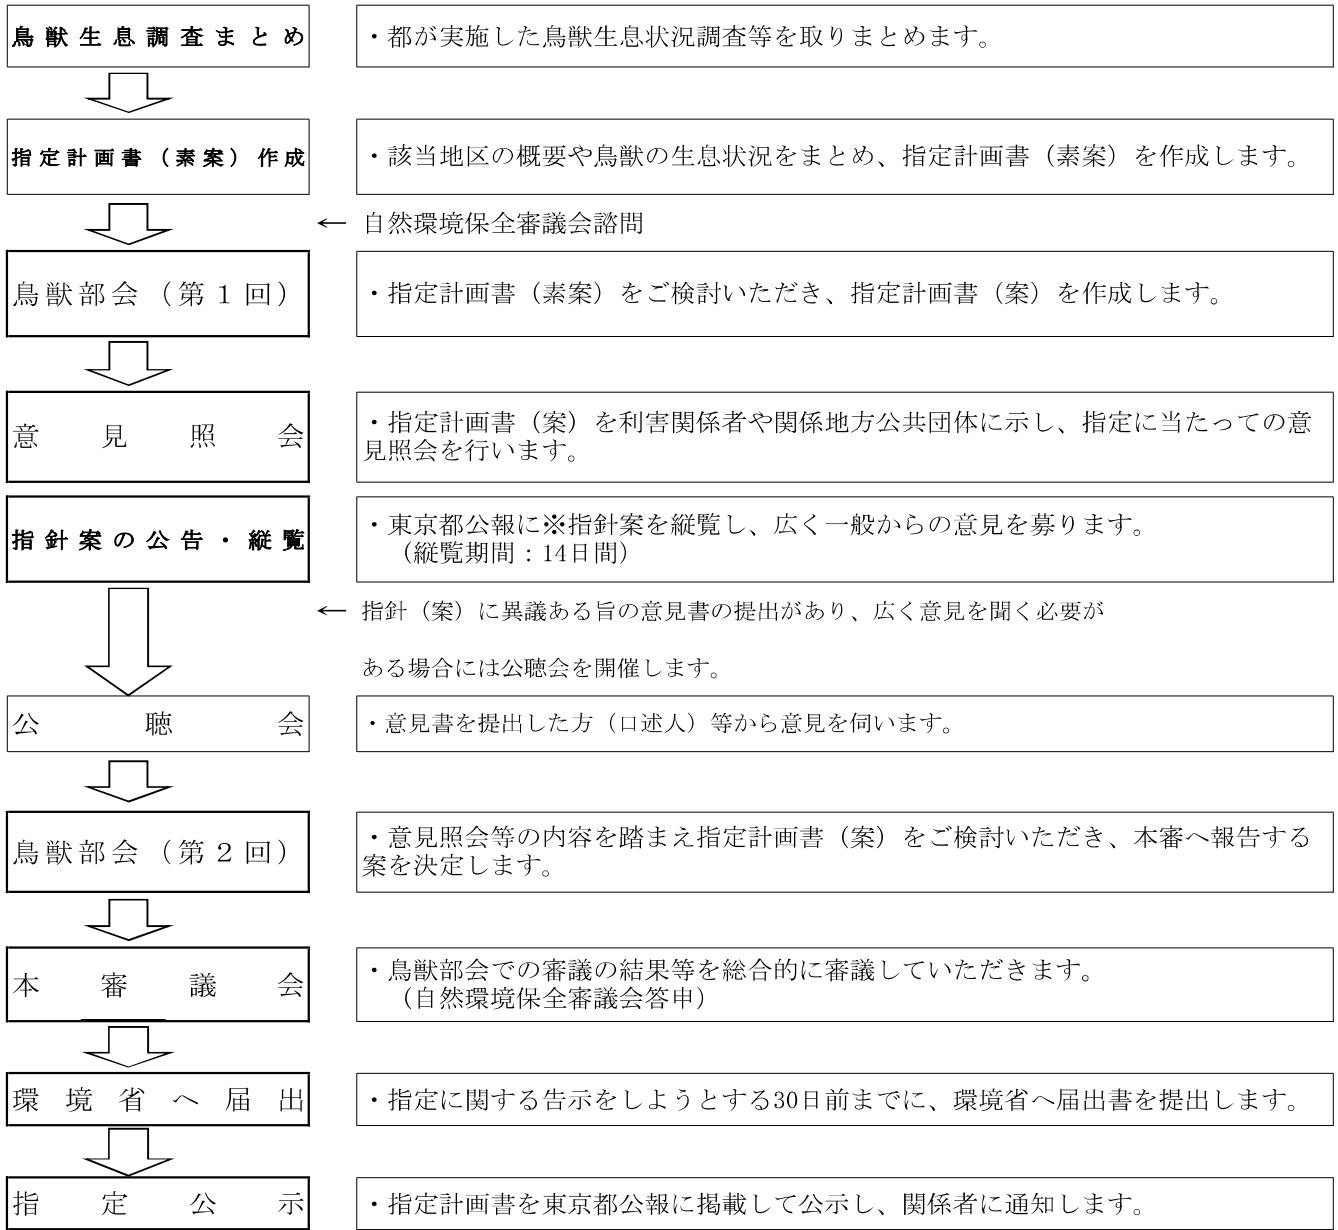 鳥獣生息調査まとめ
・都が実施した鳥獣生息状況調査等を取りまとめます。
指定計画書（素案）作成
・該当地区の概要や鳥獣の生息状況をまとめ、指定計画書（素案）を作成します。
← 自然環境保全審議会諮問
鳥獣部会（第１回）
・指定計画書（素案）をご検討いただき、指定計画書（案）を作成します。
意見照会
・指定計画書（案）を利害関係者や関係地方公共団体に示し、指定に当たっての意
見照会を行います。
指針案の公告・縦覧
・東京都公報に※指針案を縦覧し、広く一般からの意見を募ります。
（縦覧期間：14日間）
← 指針（案）に異議ある旨の意見書の提出があり、広く意見を聞く必要が
ある場合には公聴会を開催します。
公聴会
・意見書を提出した方（口述人）等から意見を伺います。
鳥獣部会（第２回）
・意見照会等の内容を踏まえ指定計画書（案）をご検討いただき、本審へ報告する
案を決定します。
本審議会
・鳥獣部会での審議の結果等を総合的に審議していただきます。
（自然環境保全審議会答申）
環境省へ届出
・指定に関する告示をしようとする30日前までに、環境省へ届出書を提出します。
指定公示
・指定計画書を東京都公報に掲載して公示し、関係者に通知します。